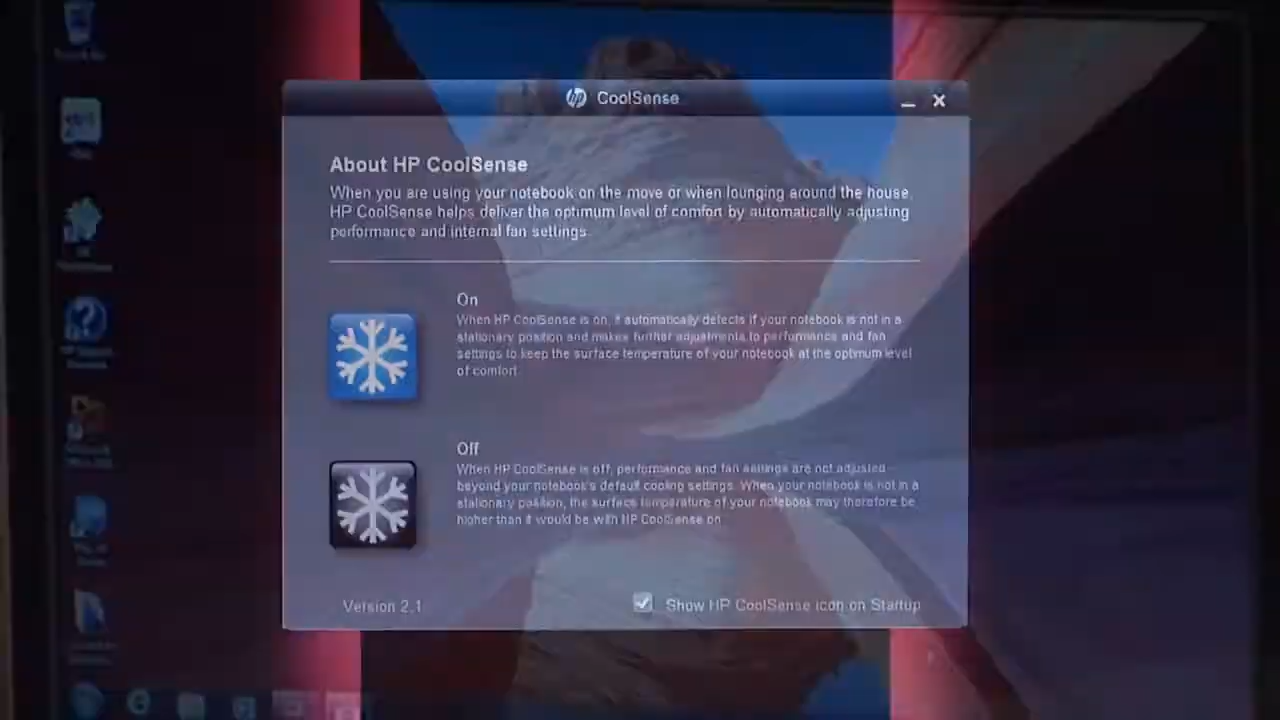 hp CoolSense
About HP CoolSense
When you are using your notebook on the move or when lounging around the house,
HP CoolSense helps deliver the optimum level of comfort by automatically adjusting
performance and internal fan settings.
On
When HP CoolSense is on, it automatically detects if your notebook is not in a
stationary position and makes further adjustments to performance and fan
settings to keep the surface temperature of your notebook at the optimum level
of comfort.
Off
When HP CoolSense is off, performance and fan settings are not adjusted
beyond your notebook's default cooling settings. When your notebook is not in a
stationary position, the surface temperature of your notebook may therefore be
higher than it would be with HP CoolSense on.
Version 2.1
Show HP CoolSense icon on Startup